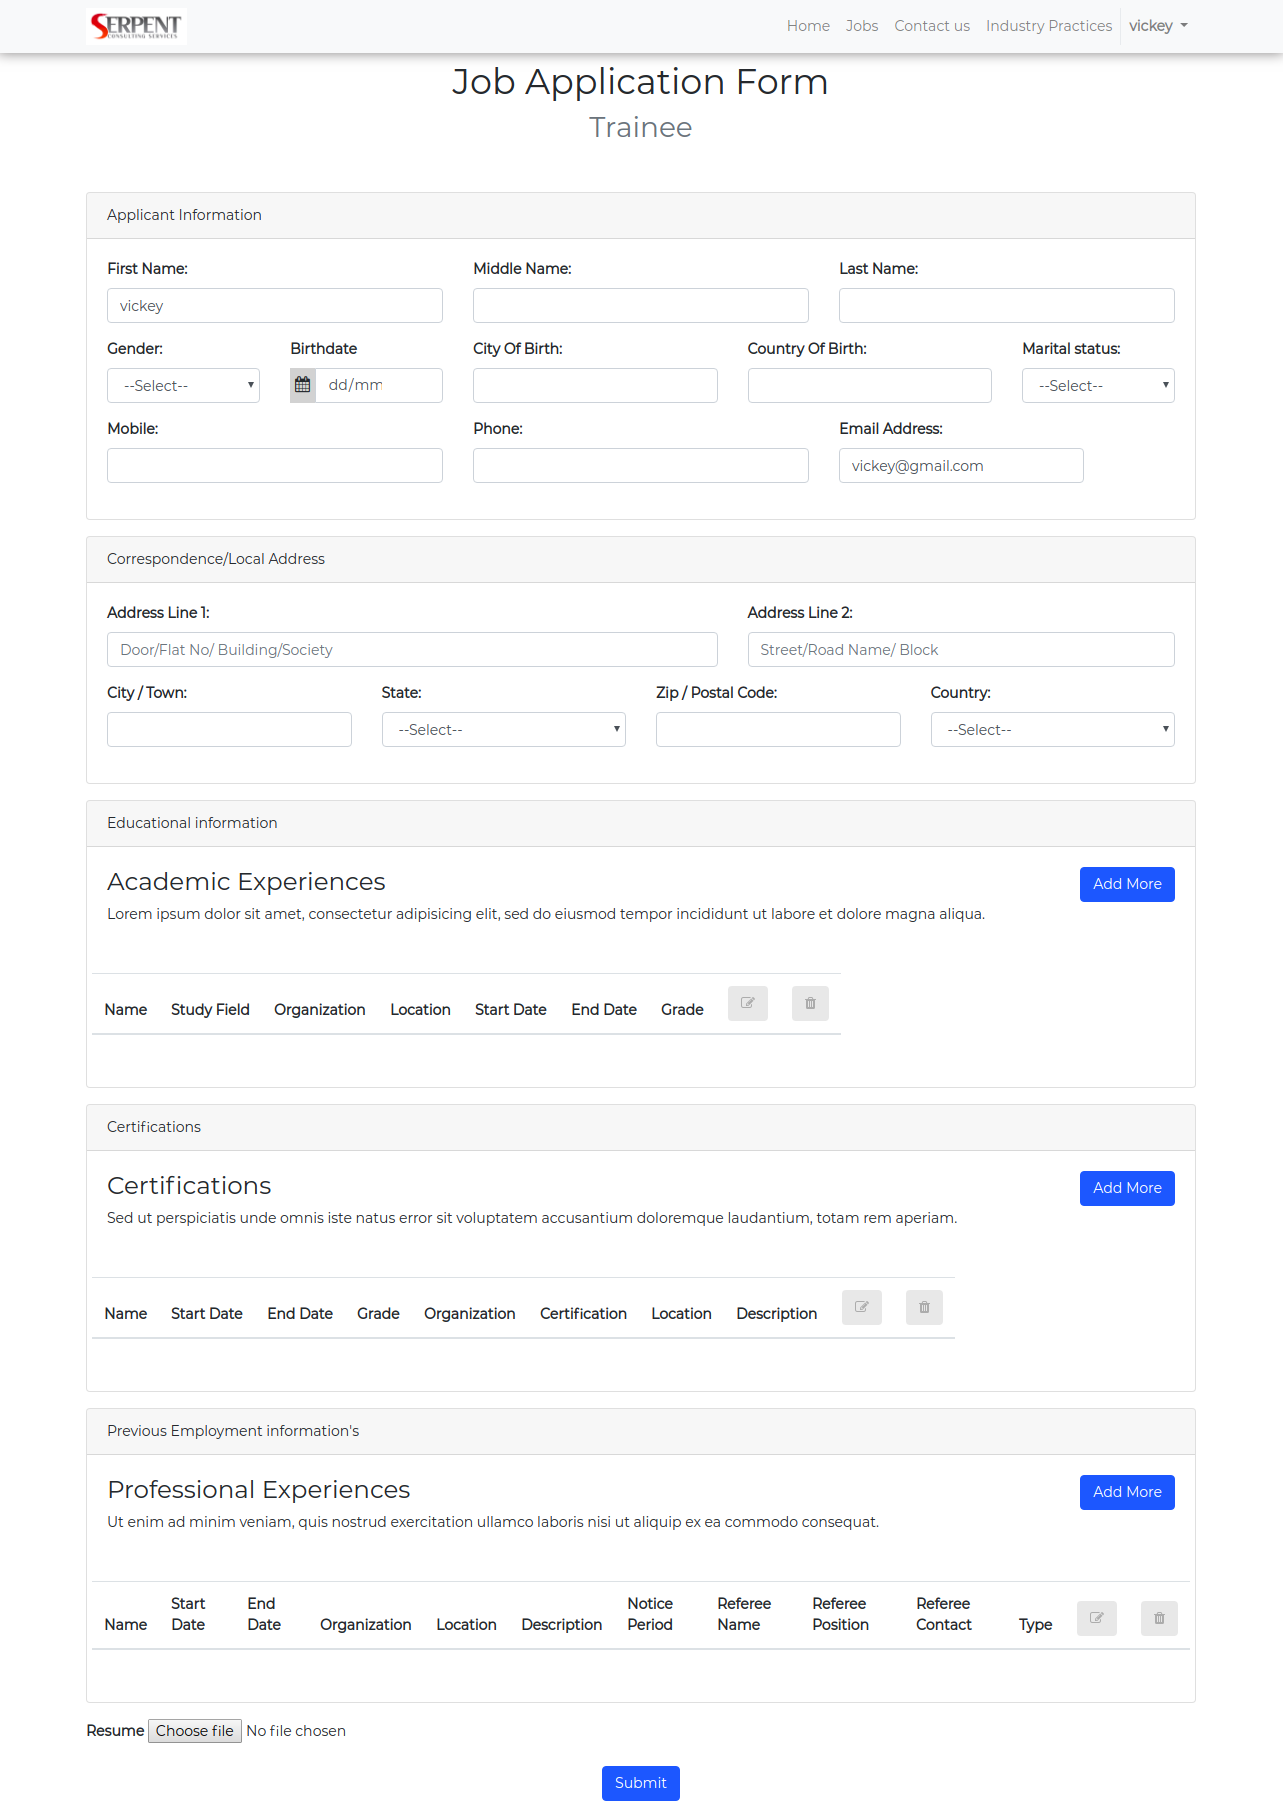 SERPENT
CONSULTING SERVICES
Home Jobs Contact us Industry Practices vickey
Job Application Form
Trainee
Applicant Information
First Name: Middle Name: Last Name:
vickey
Gender: Birthdate City Of Birth: Country Of Birth: Marital status:
--Select-- dd/mm --Select--
Mobile: Phone: Email Address:
vickey@gmail.com
Correspondence/Local Address
Address Line 1: Address Line 2:
Door/Flat No/ Building/Society Street/Road Name/ Block
City / Town: State: Zip / Postal Code: Country:
--Select-- --Select--
Educational information
Academic Experiences Add More
Lorem ipsum dolor sit amet, consectetur adipisicing elit, sed do eiusmod tempor incididunt ut labore et dolore magna aliqua.
Name Study Field Organization Location Start Date End Date Grade
Certifications
Certifications Add More
Sed ut perspiciatis unde omnis iste natus error sit voluptatem accusantium doloremque laudantium, totam rem aperiam.
Name Start Date End Date Grade Organization Certification Location Description
Previous Employment information's
Professional Experiences Add More
Ut enim ad minim veniam, quis nostrud exercitation ullamco laboris nisi ut aliquip ex ea commodo consequat.
Name Start Date End Date Organization Location Description Notice Period Referee Name Referee Position Referee Contact Type
Resume Choose file No file chosen
Submit